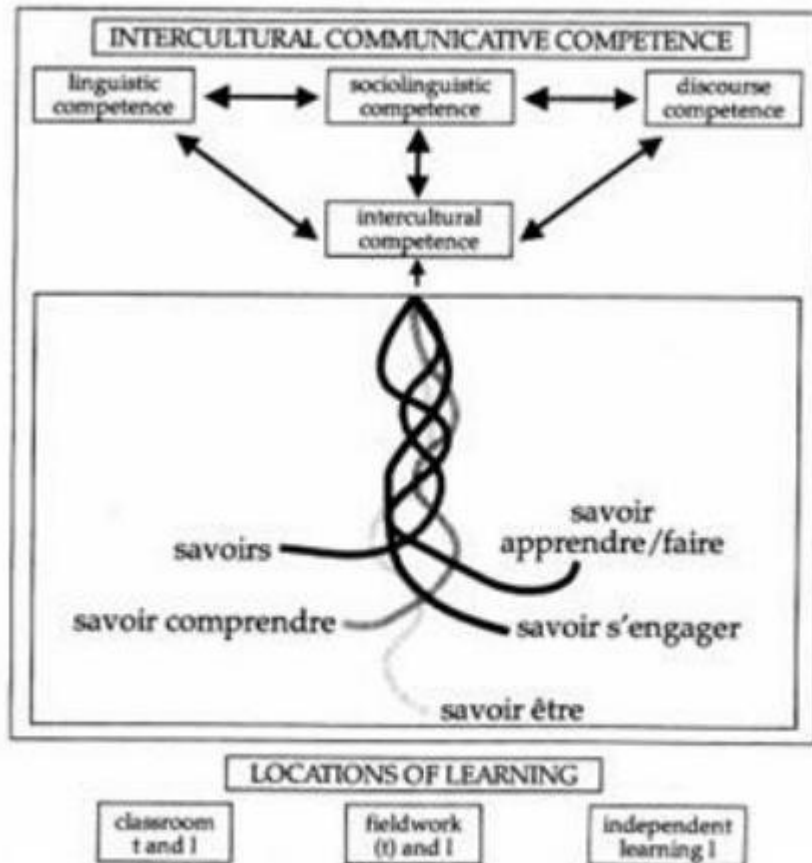 INTERCULTURAL COMMUNICATIVE COMPETENCE
linguistic
competence
sociolinguistic
competence
discourse
competence
intercultural
competence
savoirs
savoir
apprendre/faire
savoir comprendre
savoir s'engager
savoir être
LOCATIONS OF LEARNING
classroom
t and l
fieldwork
(t) and l
independent
learning l